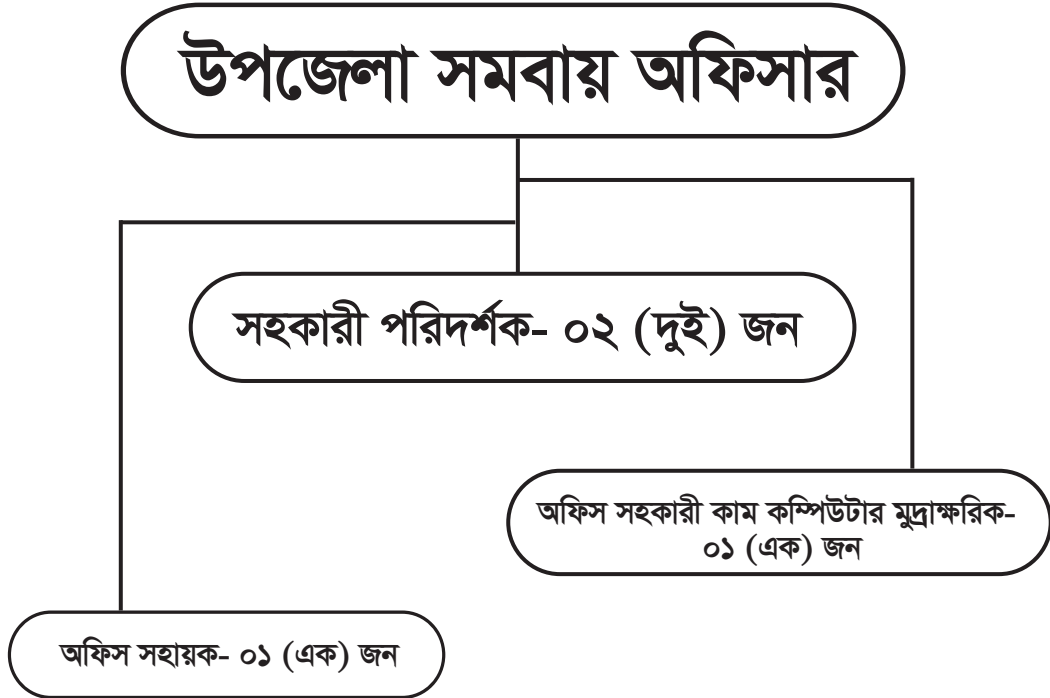 উপজেলা সমবায় অফিসার
সহকারী পরিদর্শক- ০২ (দুই) জন
অফিস সহকারী কাম কম্পিউটার মুদ্রাক্ষরিক-
০১ (এক) জন
অফিস সহায়ক- ০১ (এক) জন